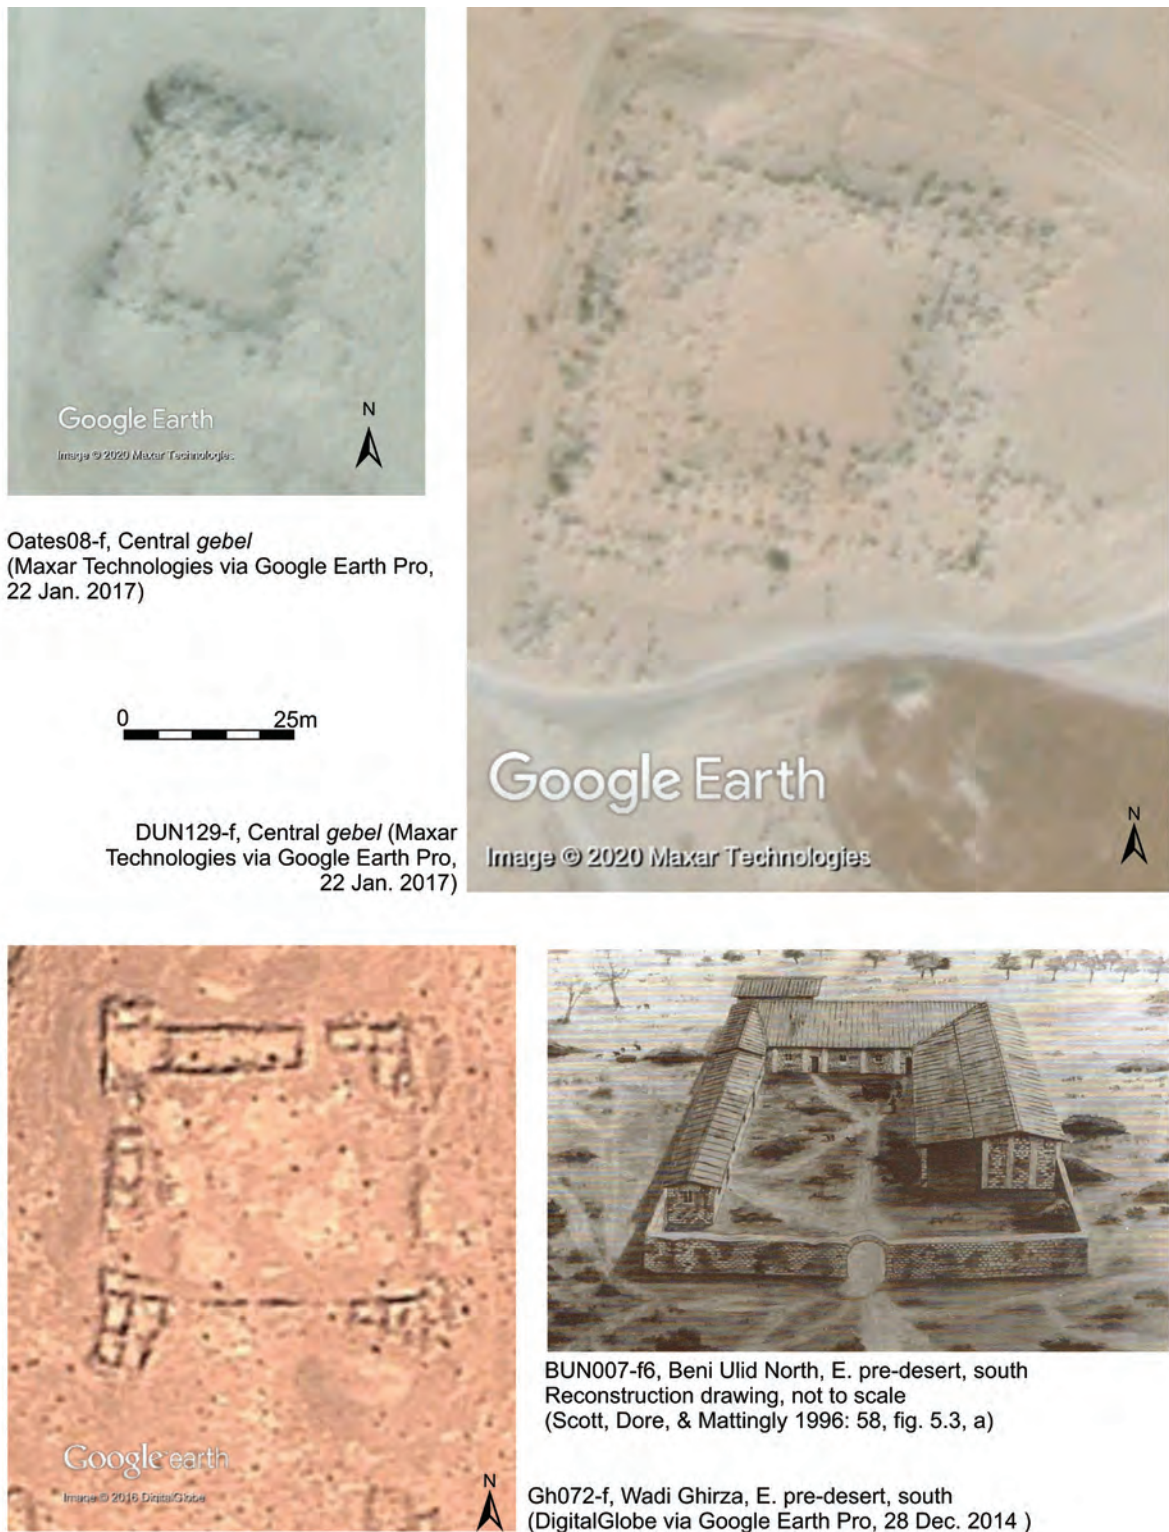 Google Earth
N
Image © 2020 Maxar Technologies
Oates08-f, Central gebel
(Maxar Technologies via Google Earth Pro,
22 Jan. 2017)
0 25m
Google Earth
N
Image © 2020 Maxar Technologies
DUN129-f, Central gebel (Maxar
Technologies via Google Earth Pro,
22 Jan. 2017)
Google earth
Image © 2016 DigitalGlobe
N
BUN007-f6, Beni Ulid North, E. pre-desert, south
Reconstruction drawing, not to scale
(Scott, Dore, & Mattingly 1996: 58, fig. 5.3, a)
Gh072-f, Wadi Ghirza, E. pre-desert, south
(DigitalGlobe via Google Earth Pro, 28 Dec. 2014 )